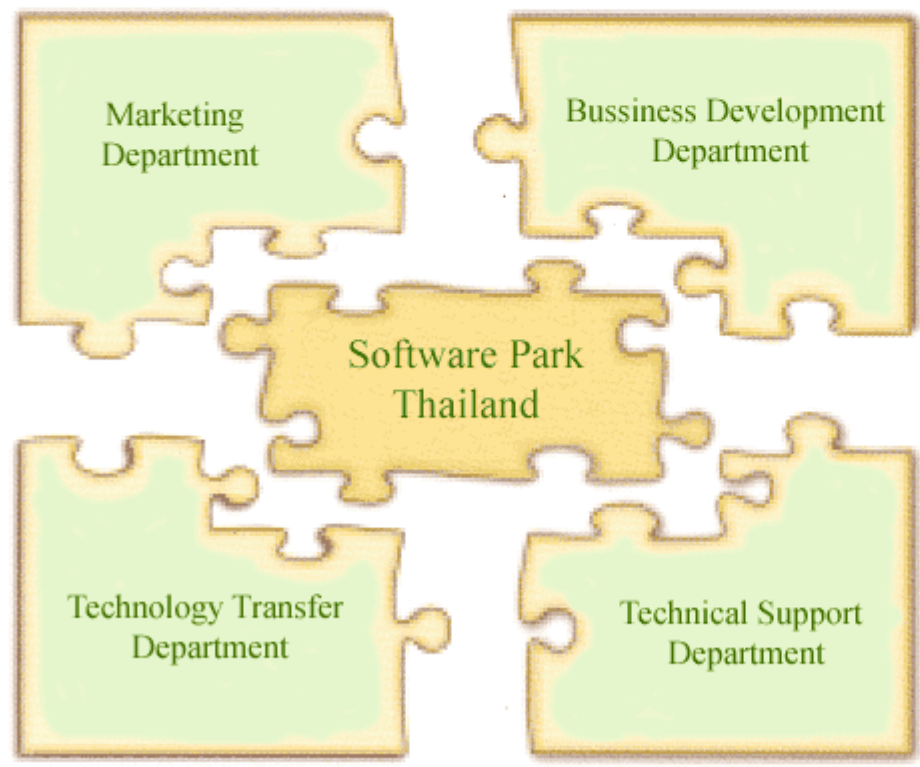 Marketing
Department
Bussiness Development
Department
Software Park
Thailand
Technology Transfer
Department
Technical Support
Department